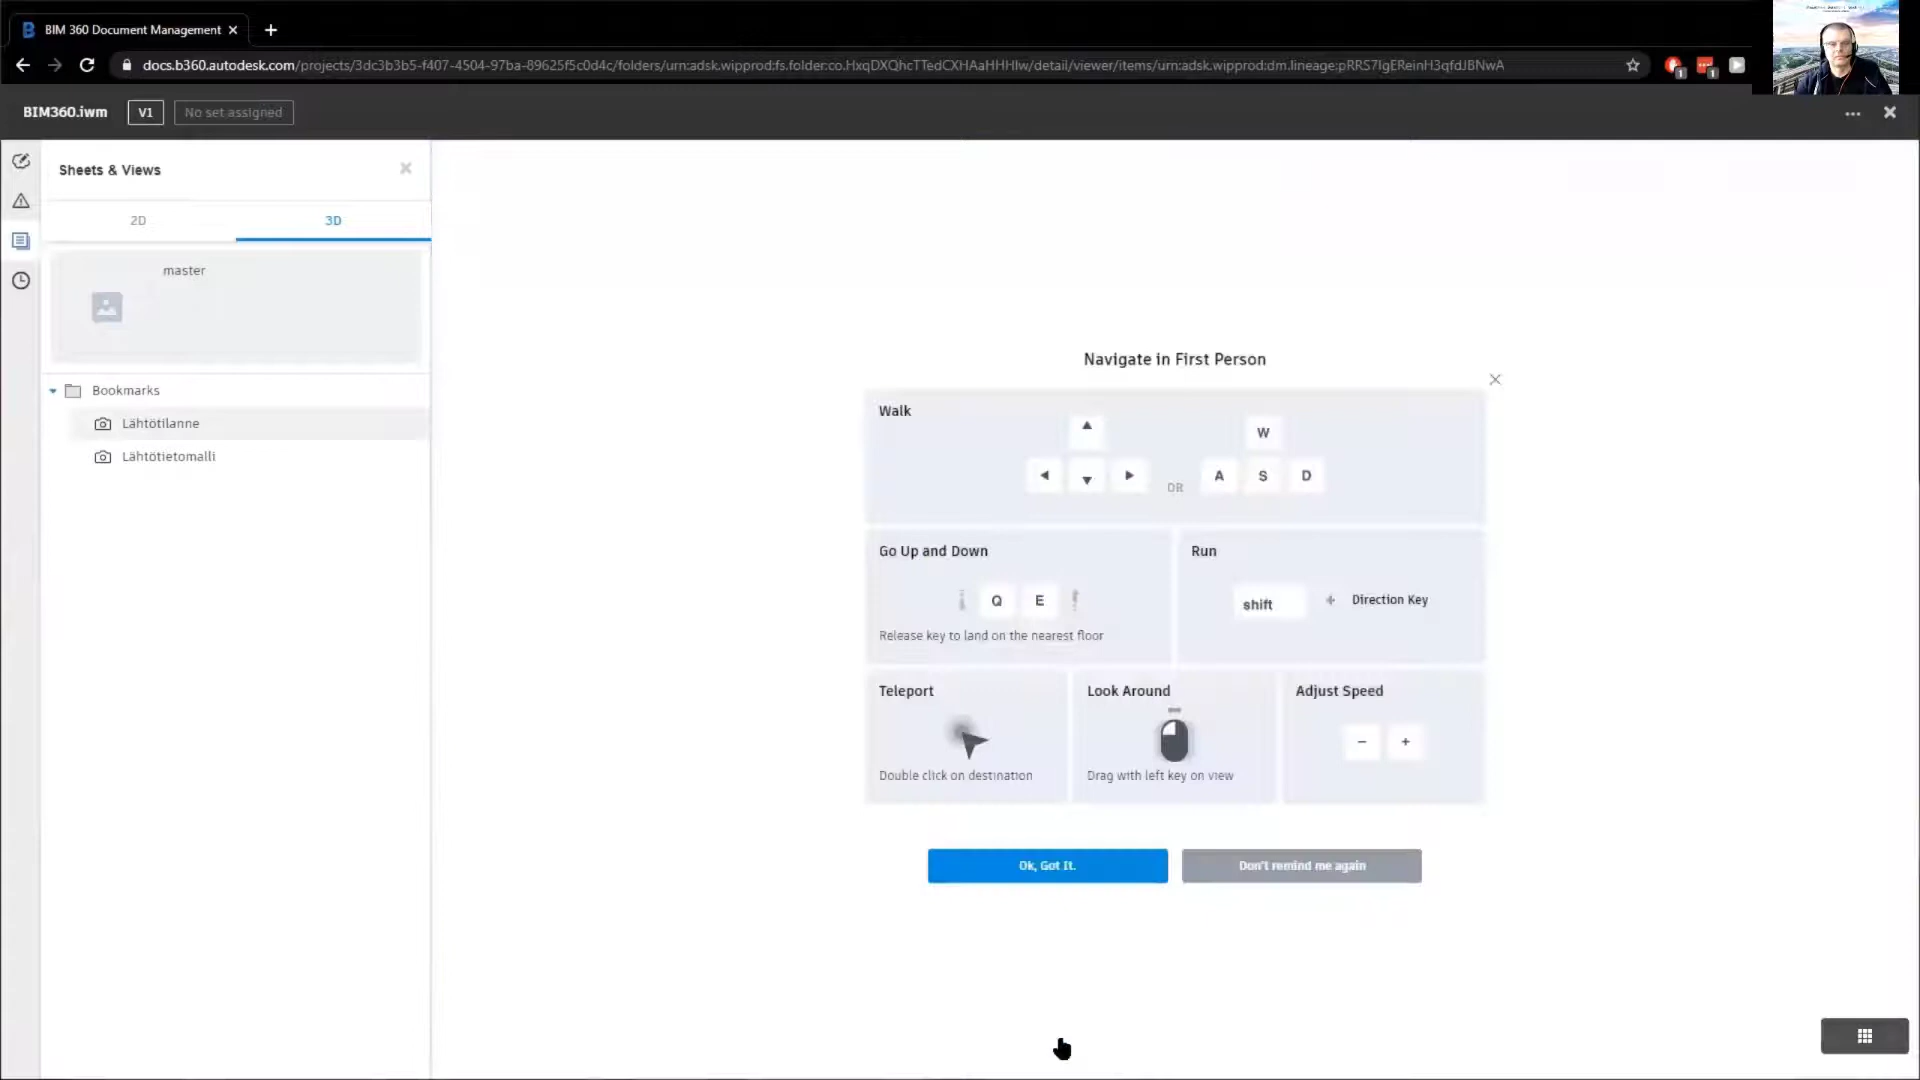 BIM 360 Document Management
docs.b360.autodesk.com/projects/3dc3b3b5-f407-4504-97ba-89625f5c0d4c/folders/urn:adsk.wipprod:fs.folder:co.HxqDXQhcTTedCXHAaHHHIw/detail/viewer/items/urn:adsk.wipprod:dm.lineage:pRRS7IgEReinH3qfdJBNwA
BIM360.iwm V1 No set assigned
Sheets & Views
2D 3D
master
Bookmarks
Lähtötilanne
Lähtötietomalli
Navigate in First Person
Walk
W
OR
A S D
Go Up and Down
Q E
Release key to land on the nearest floor
Run
shift + Direction Key
Teleport
Double click on destination
Look Around
Drag with left key on view
Adjust Speed
- +
Ok, Got It.
Don't remind me again